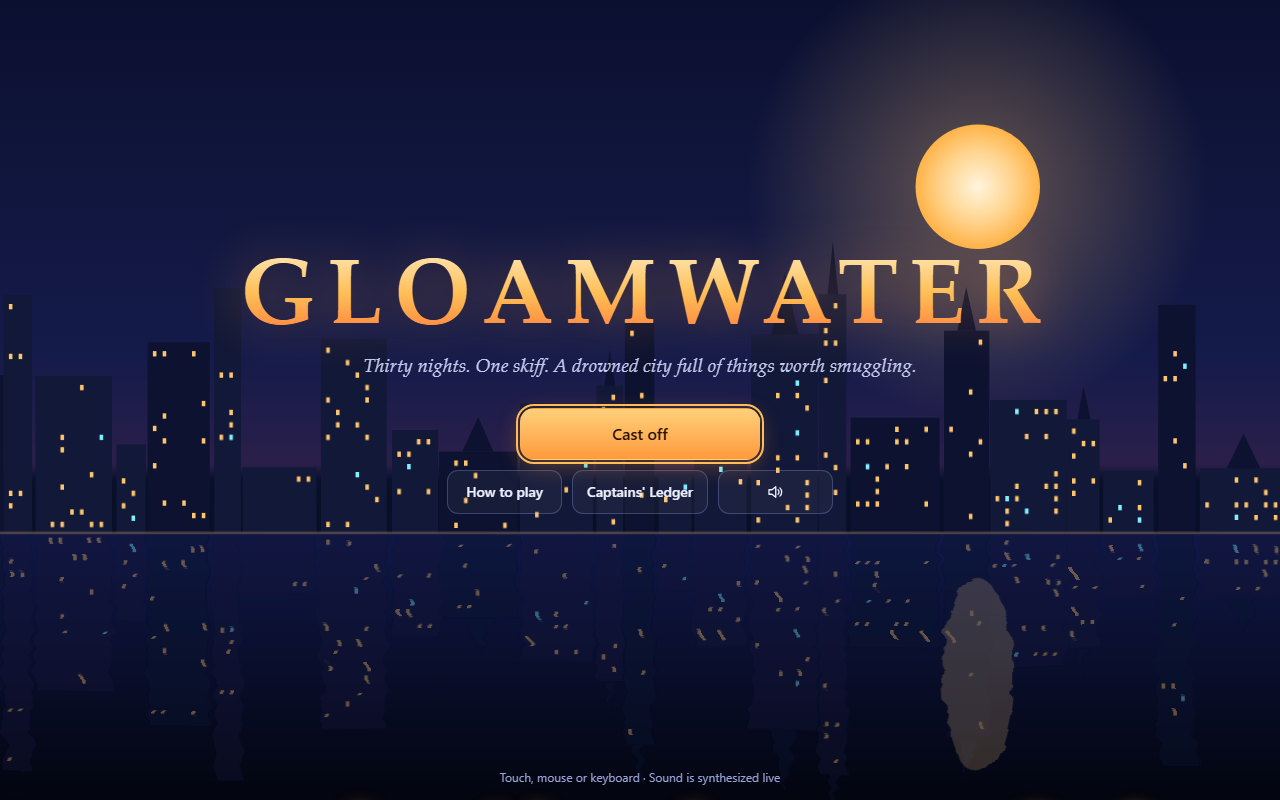 GLOAMWATER
Thirty nights. One skiff. A drowned city full of things worth smuggling.
Cast off
How to play
Captains' Ledger
Touch, mouse or keyboard · Sound is synthesized live